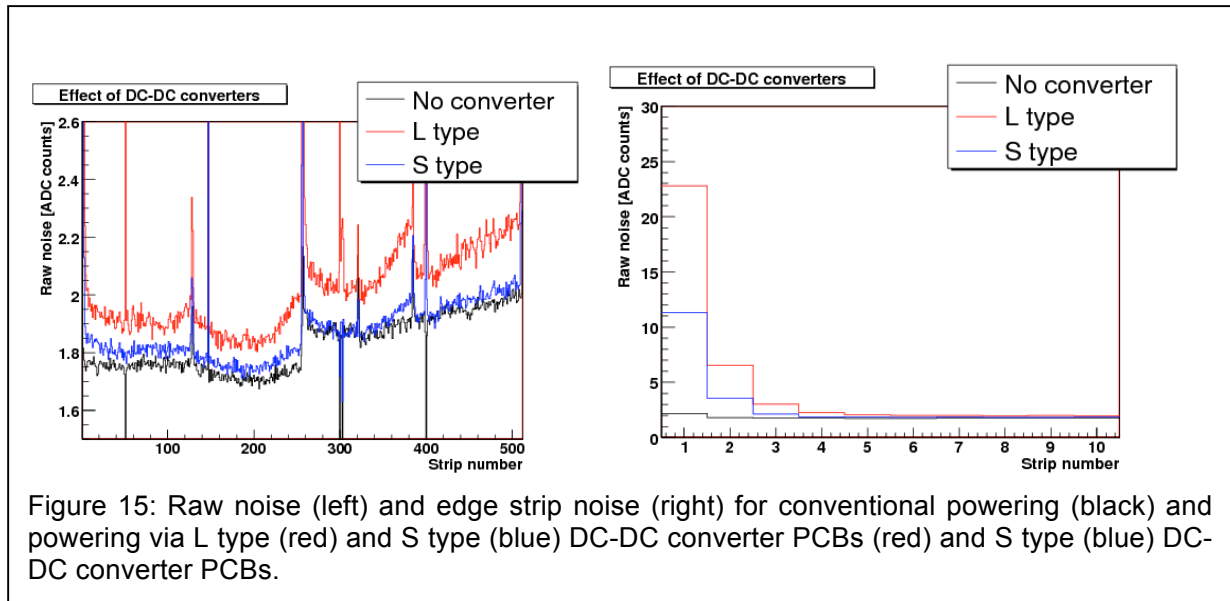 Effect of DC-DC converters
No converter
L type
S type
Raw noise [ADC counts]
2.6
2.4
2.2
2
1.8
1.6
100
200
300
400
500
Strip number
Effect of DC-DC converters
No converter
L type
S type
Raw noise [ADC counts]
30
25
20
15
10
5
0
1
2
3
4
5
6
7
8
9
10
Strip number
Figure 15: Raw noise (left) and edge strip noise (right) for conventional powering (black) and
powering via L type (red) and S type (blue) DC-DC converter PCBs (red) and S type (blue) DC-
DC converter PCBs.